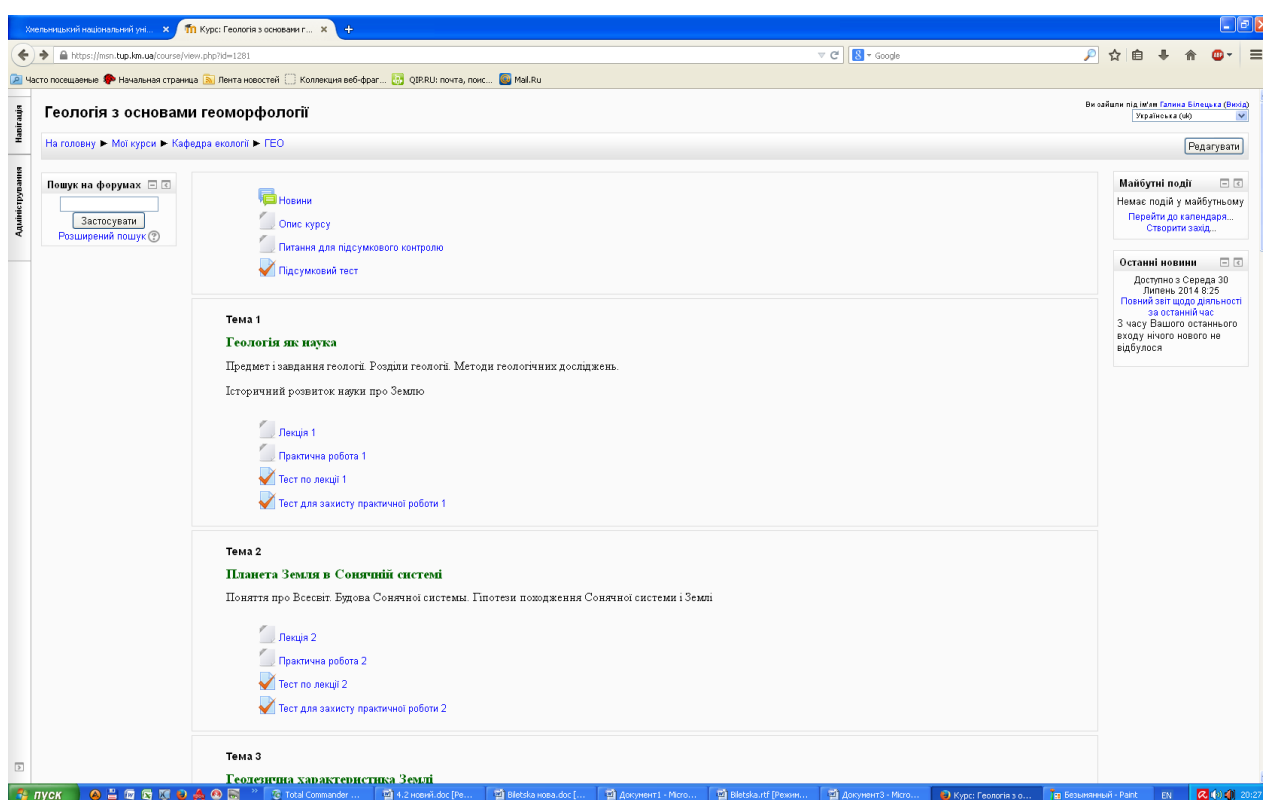 Хмельницький національний уні...
Курс: Геологія з основами г...
https://msn.tup.km.ua/course/view.php?id=1281
Google
Часто посещаемые
Начальная страница
Лента новостей
Коллекция веб-фраг...
QIP.RU: почта, поис...
Mail.Ru
Навігація
Адміністрування
Геологія з основами геоморфології
Ви зайшли під ім'ям Галина Білецька (Вихід)
Українська (uk)
На головну ► Мої курси ► Кафедра екології ► ГЕО
Редагувати
Пошук на форумах
Застосувати
Розширений пошук
Новини
Опис курсу
Питання для підсумкового контролю
Підсумковий тест
Тема 1
Геологія як наука
Предмет і завдання геології. Розділи геології. Методи геологічних досліджень.
Історичний розвиток науки про Землю
Лекція 1
Практична робота 1
Тест по лекції 1
Тест для захисту практичної роботи 1
Тема 2
Планета Земля в Сонячній системі
Поняття про Всесвіт. Будова Сонячної системы. Гіпотези походження Сонячної системи і Землі
Лекція 2
Практична робота 2
Тест по лекції 2
Тест для захисту практичної роботи 2
Тема 3
Геодезична характеристика Землі
Майбутні події
Немає подій у майбутньому
Перейти до календаря...
Створити захід...
Останні новини
Доступно з Середа 30
Липень 2014 8:25
Повний звіт щодо діяльності
за останній час
З часу Вашого останнього
входу нічого нового не
відбулося
пуск
Total Commander ...
4.2 новий.doc [Ре...
Biletska нова.doc [...
Документ1 - Micro...
Biletska.rtf [Режим...
Документ3 - Micro...
Курс: Геологія з о...
Безымянный - Paint
EN
20:27